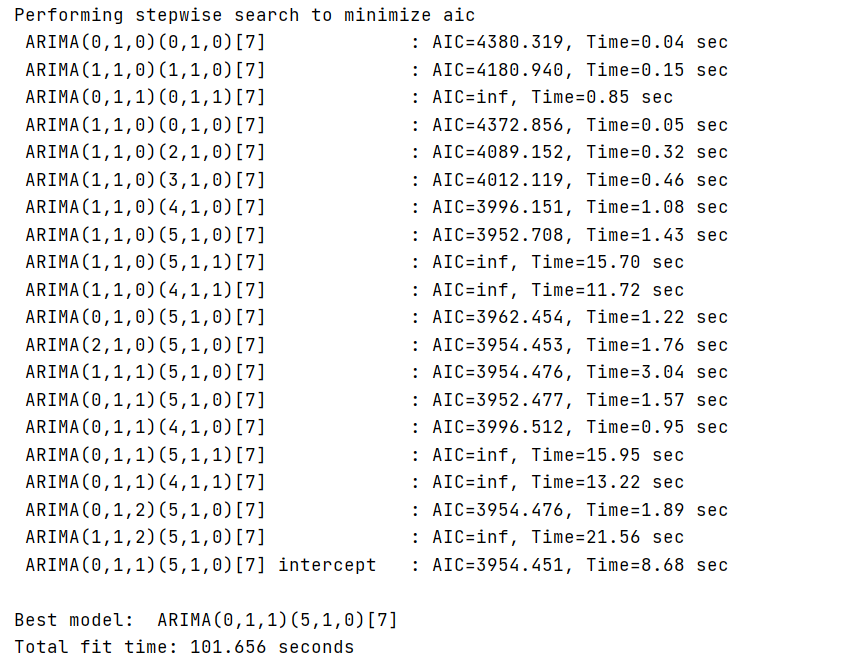 Performing stepwise search to minimize aic
 ARIMA(0,1,0)(0,1,0)[7]             : AIC=4380.319, Time=0.04 sec
 ARIMA(1,1,0)(1,1,0)[7]             : AIC=4180.940, Time=0.15 sec
 ARIMA(0,1,1)(0,1,1)[7]             : AIC=inf, Time=0.85 sec
 ARIMA(1,1,0)(0,1,0)[7]             : AIC=4372.856, Time=0.05 sec
 ARIMA(1,1,0)(2,1,0)[7]             : AIC=4089.152, Time=0.32 sec
 ARIMA(1,1,0)(3,1,0)[7]             : AIC=4012.119, Time=0.46 sec
 ARIMA(1,1,0)(4,1,0)[7]             : AIC=3996.151, Time=1.08 sec
 ARIMA(1,1,0)(5,1,0)[7]             : AIC=3952.708, Time=1.43 sec
 ARIMA(1,1,0)(5,1,1)[7]             : AIC=inf, Time=15.70 sec
 ARIMA(1,1,0)(4,1,1)[7]             : AIC=inf, Time=11.72 sec
 ARIMA(0,1,0)(5,1,0)[7]             : AIC=3962.454, Time=1.22 sec
 ARIMA(2,1,0)(5,1,0)[7]             : AIC=3954.453, Time=1.76 sec
 ARIMA(1,1,1)(5,1,0)[7]             : AIC=3954.476, Time=3.04 sec
 ARIMA(0,1,1)(5,1,0)[7]             : AIC=3952.477, Time=1.57 sec
 ARIMA(0,1,1)(4,1,0)[7]             : AIC=3996.512, Time=0.95 sec
 ARIMA(0,1,1)(5,1,1)[7]             : AIC=inf, Time=15.95 sec
 ARIMA(0,1,1)(4,1,1)[7]             : AIC=inf, Time=13.22 sec
 ARIMA(0,1,2)(5,1,0)[7]             : AIC=3954.476, Time=1.89 sec
 ARIMA(1,1,2)(5,1,0)[7]             : AIC=inf, Time=21.56 sec
 ARIMA(0,1,1)(5,1,0)[7] intercept   : AIC=3954.451, Time=8.68 sec

Best model:  ARIMA(0,1,1)(5,1,0)[7]
Total fit time: 101.656 seconds